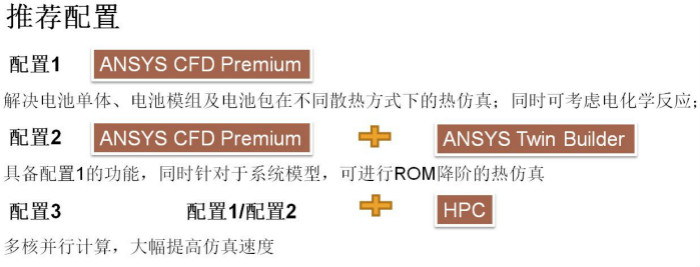 推荐配置
配置1 ANSYS CFD Premium
解决电池单体、电池模组及电池包在不同散热方式下的热仿真；同时可考虑电化学反应;
配置2 ANSYS CFD Premium + ANSYS Twin Builder
具备配置1的功能，同时针对于系统模型，可进行ROM降阶的热仿真
配置3 配置1/配置2 + HPC
多核并行计算，大幅提高仿真速度